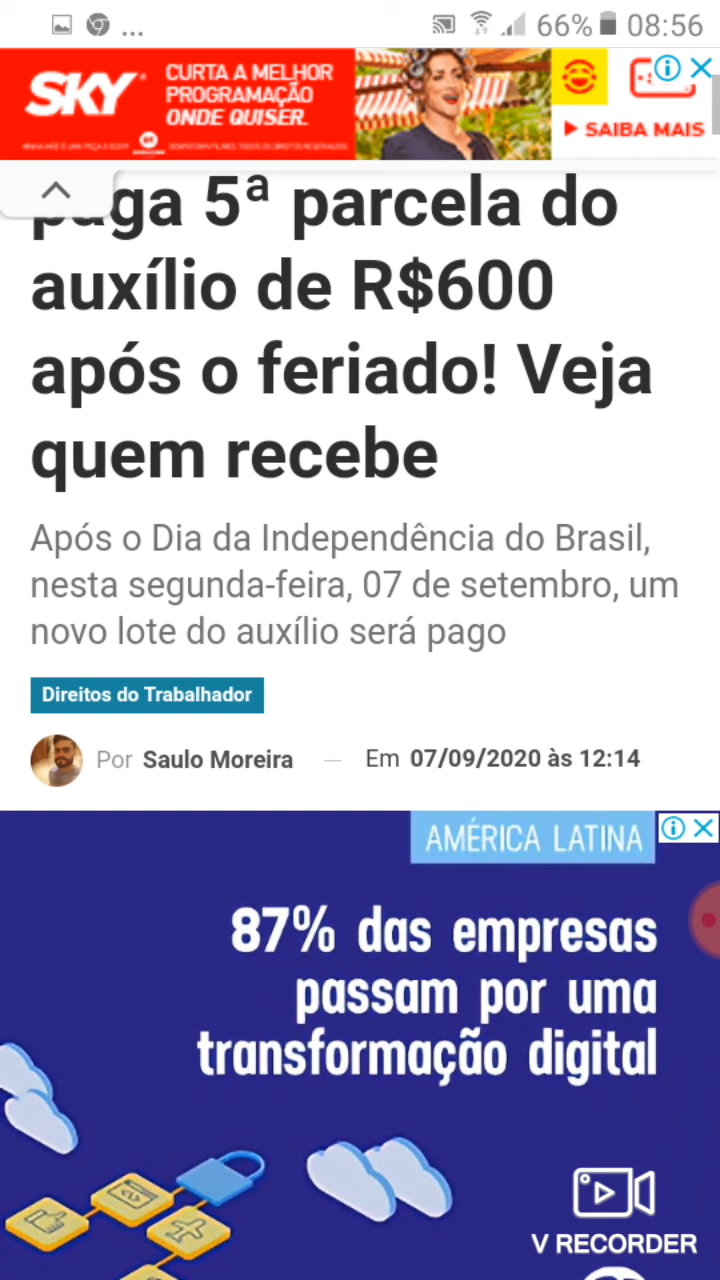 ... 66% 08:56
SKY
CURTA A MELHOR
PROGRAMAÇÃO
ONDE QUISER.
SAIBA MAIS
paga 5ª parcela do
auxílio de R$600
após o feriado! Veja
quem recebe
Após o Dia da Independência do Brasil,
nesta segunda-feira, 07 de setembro, um
novo lote do auxílio será pago
Direitos do Trabalhador
Por Saulo Moreira — Em 07/09/2020 às 12:14
AMÉRICA LATINA
87% das empresas
passam por uma
transformação digital
V RECORDER